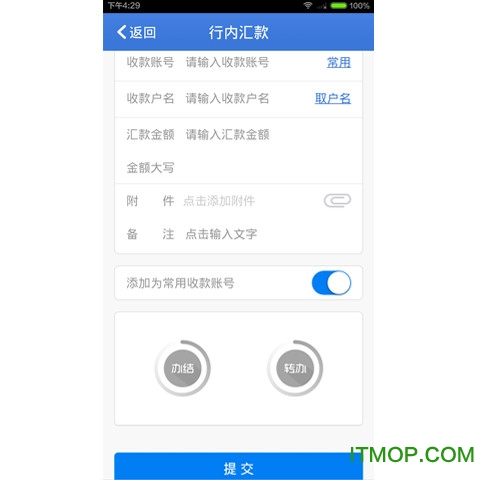 下午4:29 100%
返回 行内汇款
收款账号 请输入收款账号 常用
收款户名 请输入收款户名 取户名
汇款金额 请输入汇款金额
金额大写
附 件 点击添加附件
备 注 点击输入文字
添加为常用收款账号
办结 转办
ITMOP.COM
提 交